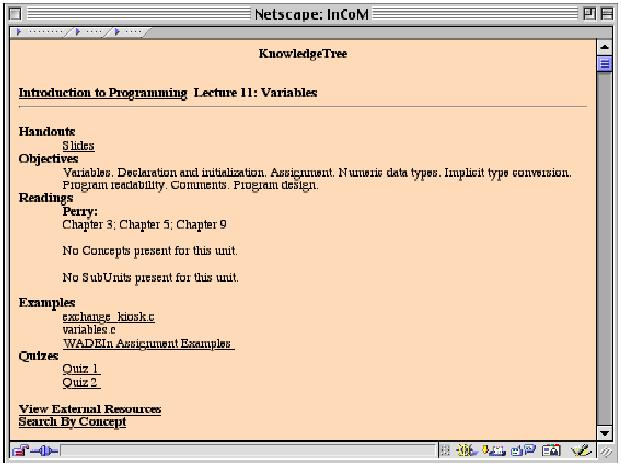 Netscape: InCoM
KnowledgeTree
Introduction to Programming Lecture 11: Variables
Handouts
Slides
Objectives
Variables. Declaration and initialization. Assignment. Numeric data types. Implicit type conversion.
Program readability. Comments. Program design.
Readings
Perry:
Chapter 3; Chapter 5; Chapter 9
No Concepts present for this unit.
No SubUnits present for this unit.
Examples
exchange_kiosk.c
variables.c
WADEIn Assignment Examples
Quizes
Quiz 1
Quiz 2
View External Resources
Search By Concept